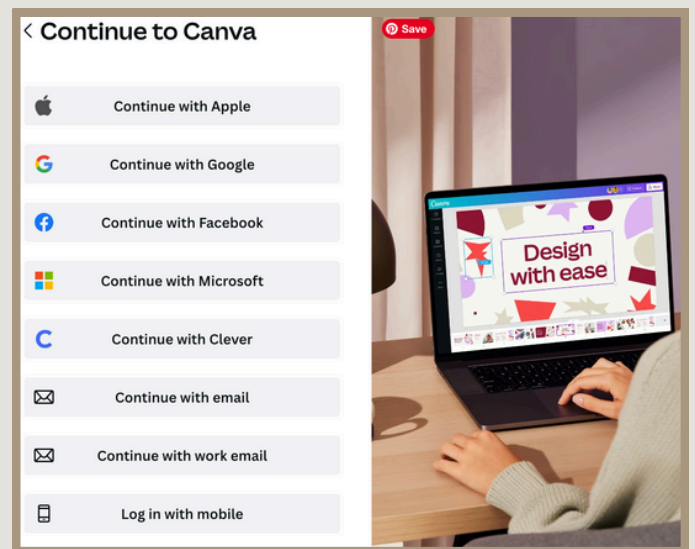 Continue to Canva
Save
Continue with Apple
Continue with Google
Continue with Facebook
Continue with Microsoft
Continue with Clever
Continue with email
Continue with work email
Log in with mobile
Canva
Design
with ease